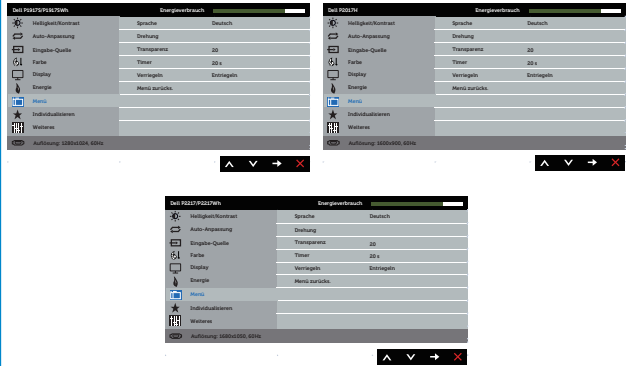 Dell P1917S/P1917SWh Energieverbrauch
Helligkeit/Kontrast Sprache Deutsch
Auto-Anpassung Drehung
Eingabe-Quelle Transparenz 20
Farbe Timer 20 s
Display Verriegeln Entriegeln
Energie Menü zurücks.
Menü
Individualisieren
Weiteres
Auflösung: 1280x1024, 60Hz
Dell P2017H Energieverbrauch
Helligkeit/Kontrast Sprache Deutsch
Auto-Anpassung Drehung
Eingabe-Quelle Transparenz 20
Farbe Timer 20 s
Display Verriegeln Entriegeln
Energie Menü zurücks.
Menü
Individualisieren
Weiteres
Auflösung: 1600x900, 60Hz
Dell P2217/P2217Wh Energieverbrauch
Helligkeit/Kontrast Sprache Deutsch
Auto-Anpassung Drehung
Eingabe-Quelle Transparenz 20
Farbe Timer 20 s
Display Verriegeln Entriegeln
Energie Menü zurücks.
Menü
Individualisieren
Weiteres
Auflösung: 1680x1050, 60Hz